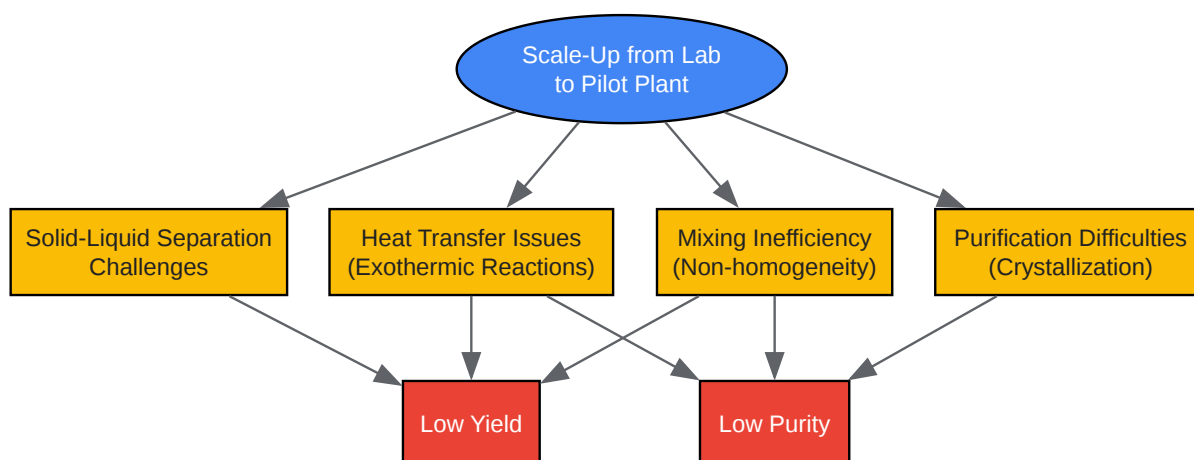 Scale-Up from Lab
to Pilot Plant
Solid-Liquid Separation
Challenges
Heat Transfer Issues
(Exothermic Reactions)
Mixing Inefficiency
(Non-homogeneity)
Purification Difficulties
(Crystallization)
Low Yield
Low Purity